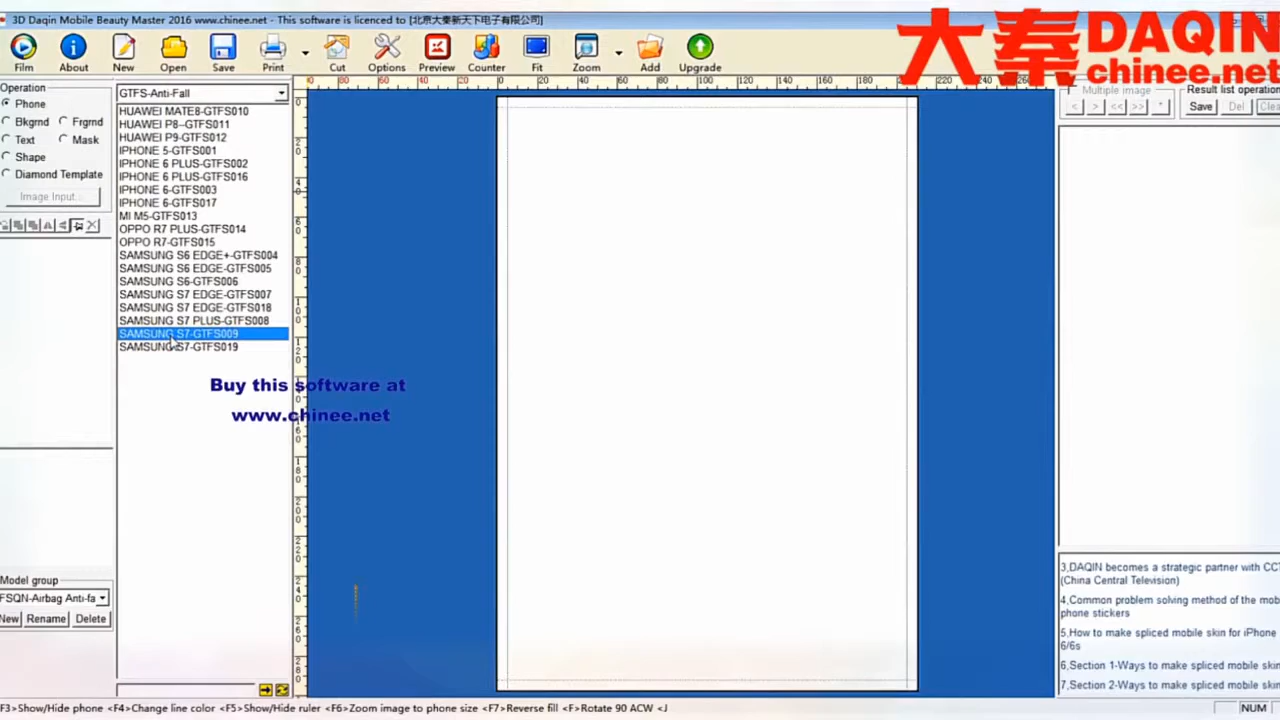 3D Daqin Mobile Beauty Master 2016 www.chinee.net - This software is licenced to [北京大秦新天下电子有限公司]
大秦 DAQIN
chinee.net
Film About New Open Save Print Cut Options Preview Counter Fit Zoom Add Upgrade
Operation
Phone
Bkgrnd Frgrnd
Text Mask
Shape
Diamond Template
Image Input...
GTFS-Anti-Fall
HUAWEI MATE8-GTFS010
HUAWEI P8--GTFS011
HUAWEI P9-GTFS012
IPHONE 5-GTFS001
IPHONE 6 PLUS-GTFS002
IPHONE 6 PLUS-GTFS016
IPHONE 6-GTFS003
IPHONE 6-GTFS017
MI M5-GTFS013
OPPO R7 PLUS-GTFS014
OPPO R7-GTFS015
SAMSUNG S6 EDGE+-GTFS004
SAMSUNG S6 EDGE-GTFS005
SAMSUNG S6-GTFS006
SAMSUNG S7 EDGE-GTFS007
SAMSUNG S7 EDGE-GTFS018
SAMSUNG S7 PLUS-GTFS008
SAMSUNG S7-GTFS009
SAMSUNG S7-GTFS019
Buy this software at
www.chinee.net
Model group
FSQN-Airbag Anti-fa
New Rename Delete
Multiple image
< > << >> *
Result list operation
Save Del Clea
3,DAQIN becomes a strategic partner with CCT
(China Central Television)
4,Common problem solving method of the mob
phone stickers
5,How to make spliced mobile skin for iPhone
6/6s
6,Section 1-Ways to make spliced mobile skin
7,Section 2-Ways to make spliced mobile skin
F3>Show/Hide phone <F4>Change line color <F5>Show/Hide ruler <F6>Zoom image to phone size <F7>Reverse fill <F>Rotate 90 ACW <J
NUM